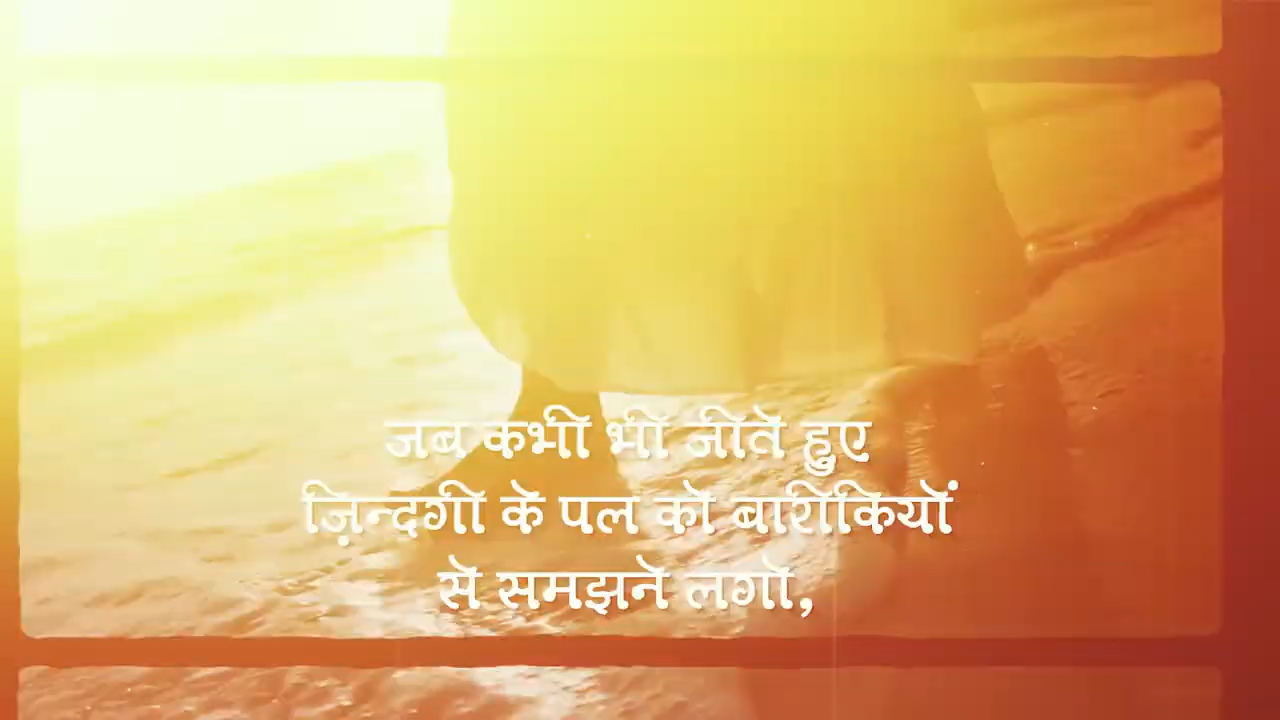 जब कभी भी जीते हुए
ज़िन्दगी के पल को बारीकियों
से समझने लगो,